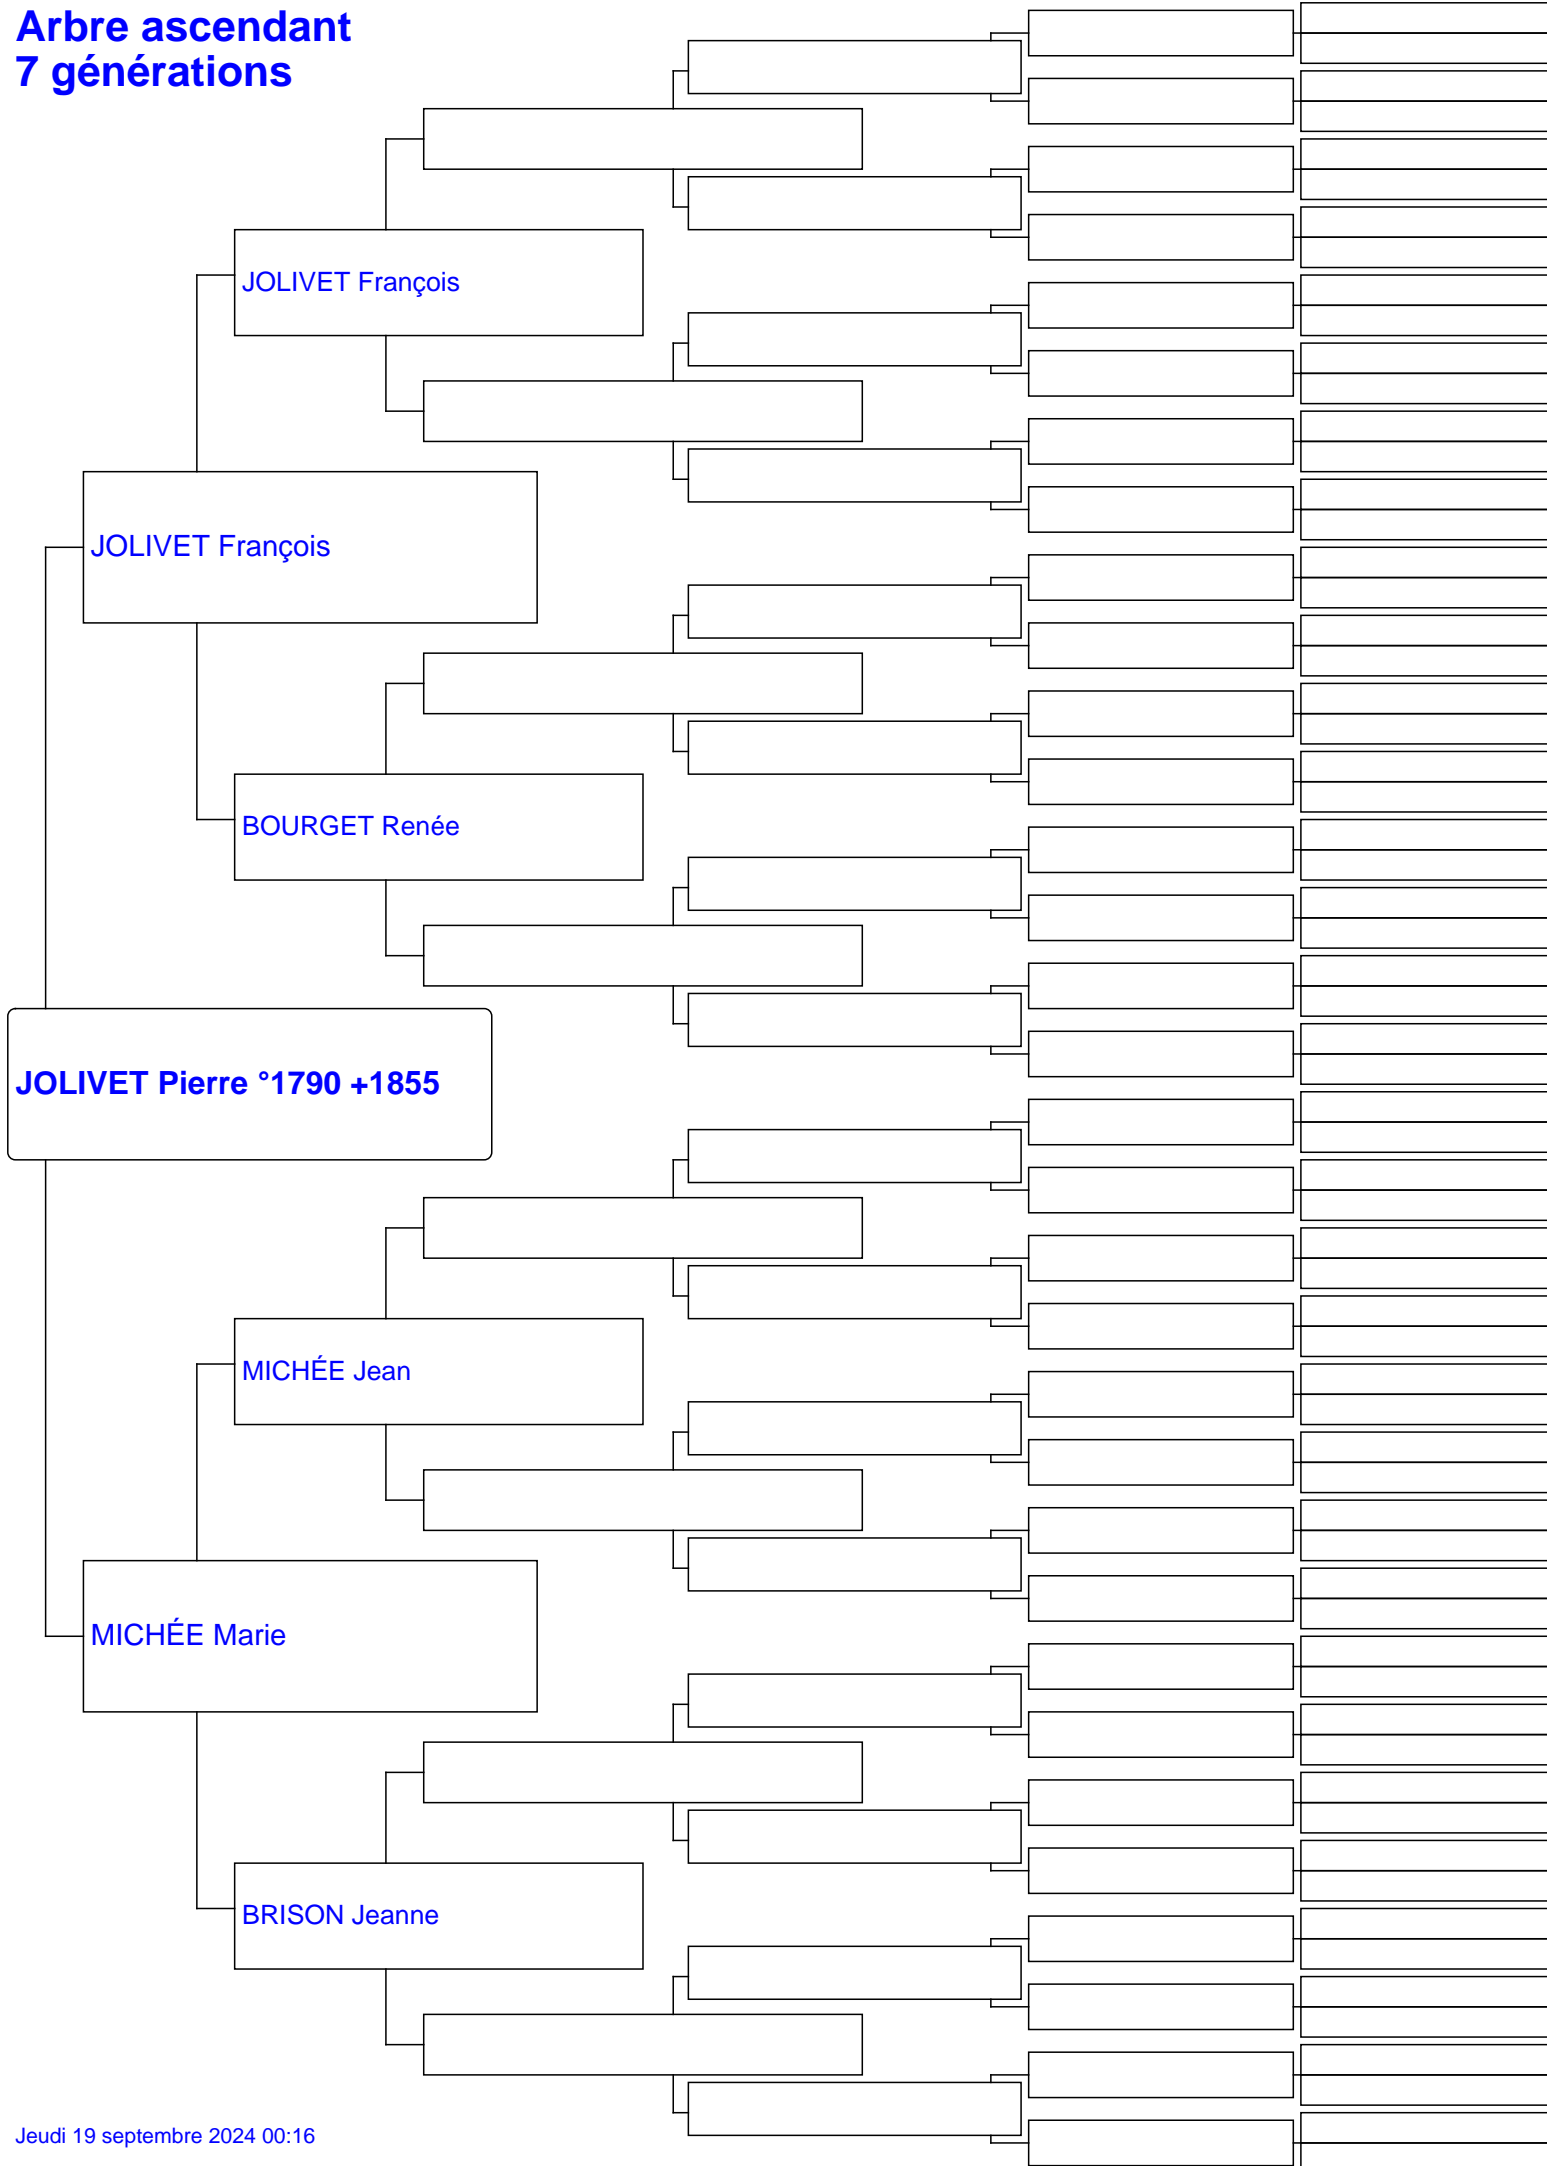 Arbre ascendant
7 générations
JOLIVET François
JOLIVET François
BOURGET Renée
JOLIVET Pierre °1790 +1855
MICHÉE Jean
MICHÉE Marie
BRISON Jeanne
Jeudi 19 septembre 2024 00:16